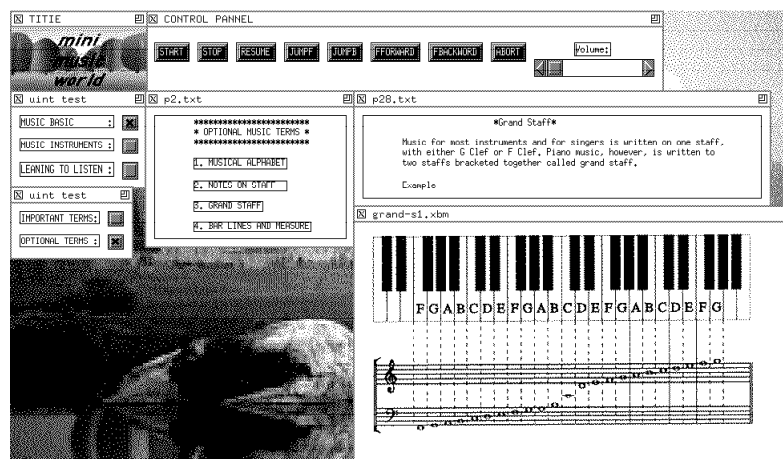 TITIE
CONTROL PANNEL
mini
music
world
START STOP RESUME JUMPF JUMPB FFORWARD FBACKWORD ABORT
Volume:
uint test
MUSIC BASIC :
MUSIC INSTRUMENTS :
LEANING TO LISTEN :
uint test
IMPORTANT TERMS:
OPTIONAL TERMS :
p2.txt
************************
* OPTIONAL MUSIC TERMS *
************************
1. MUSICAL ALPHABET
2. NOTES ON STAFF
3. GRAND STAFF
4. BAR LINES AND MEASURE
p28.txt
*Grand Staff*
Music for most instruments and for singers is written on one staff,
with either G Clef or F Clef. Piano music, however, is written to
two staffs bracketed together called grand staff.
Example
grand-s1.xbm
F G A B C D E F G A B C D E F G A B C D E F G